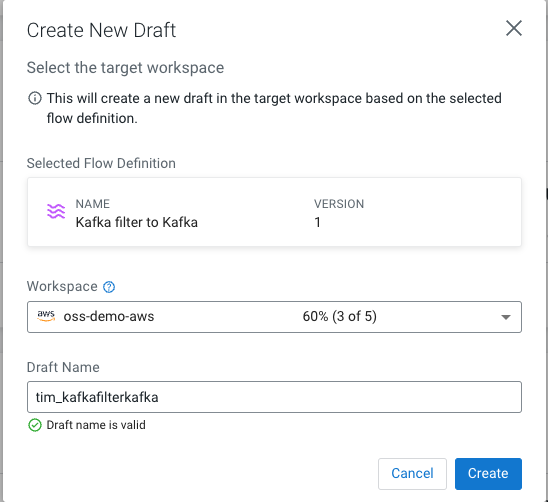 Create New Draft
Select the target workspace
This will create a new draft in the target workspace based on the selected
flow definition.
Selected Flow Definition
NAME VERSION
Kafka filter to Kafka 1
Workspace
aws oss-demo-aws 60% (3 of 5)
Draft Name
tim_kafkafilterkafka
Draft name is valid
Cancel Create